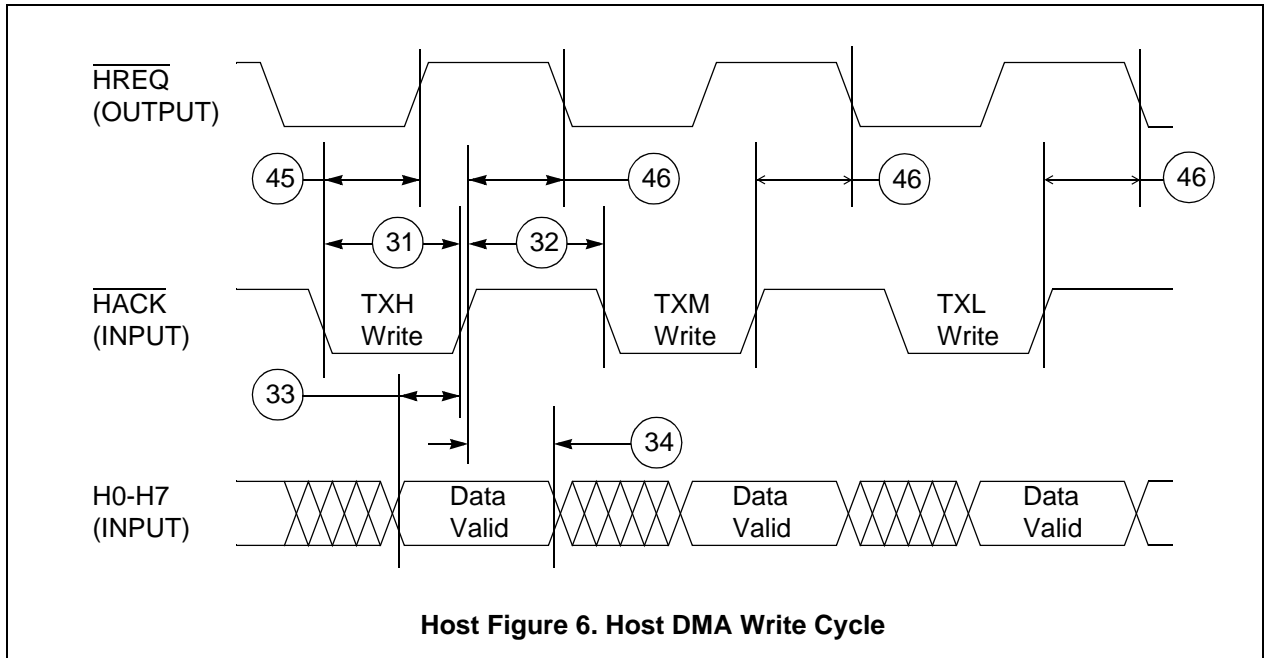 HREQ
(OUTPUT)
45
46
46
46
31
32
HACK
(INPUT)
TXH
Write
TXM
Write
TXL
Write
33
34
H0-H7
(INPUT)
Data
Valid
Data
Valid
Data
Valid
Host Figure 6. Host DMA Write Cycle